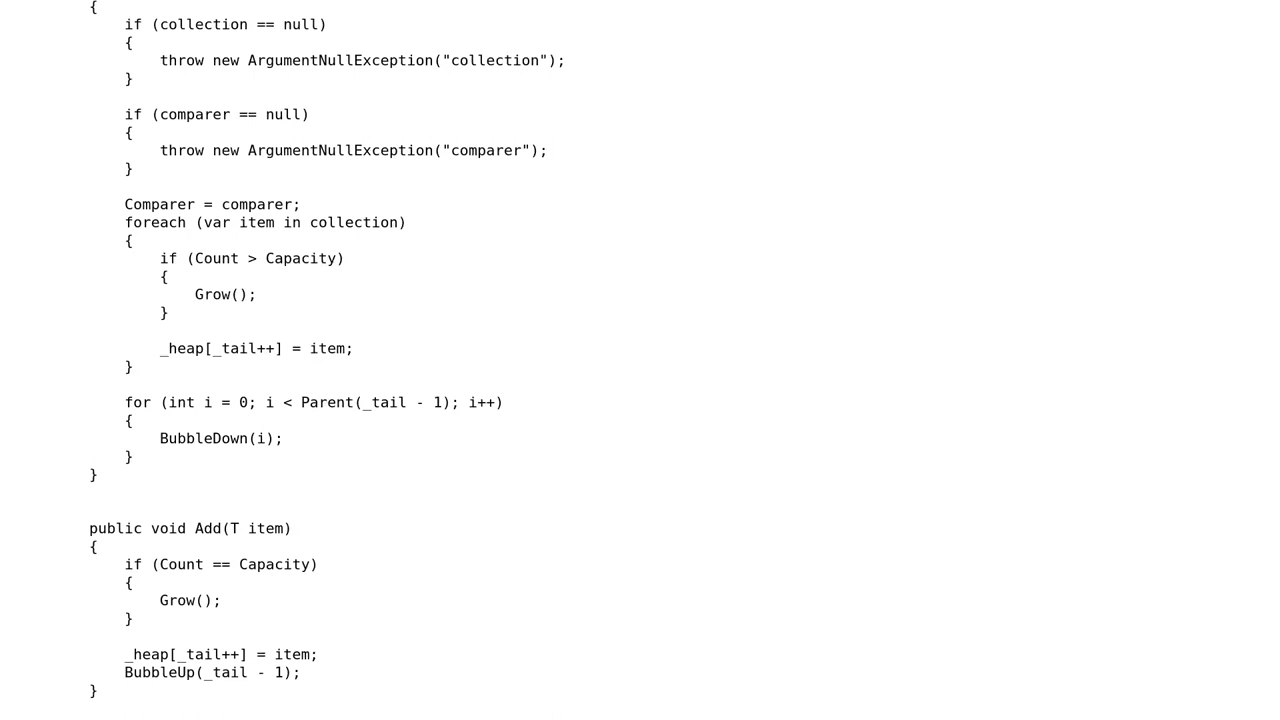 {
    if (collection == null)
    {
        throw new ArgumentNullException("collection");
    }

    if (comparer == null)
    {
        throw new ArgumentNullException("comparer");
    }

    Comparer = comparer;
    foreach (var item in collection)
    {
        if (Count > Capacity)
        {
            Grow();
        }

        _heap[_tail++] = item;
    }

    for (int i = 0; i < Parent(_tail - 1); i++)
    {
        BubbleDown(i);
    }
}


public void Add(T item)
{
    if (Count == Capacity)
    {
        Grow();
    }

    _heap[_tail++] = item;
    BubbleUp(_tail - 1);
}